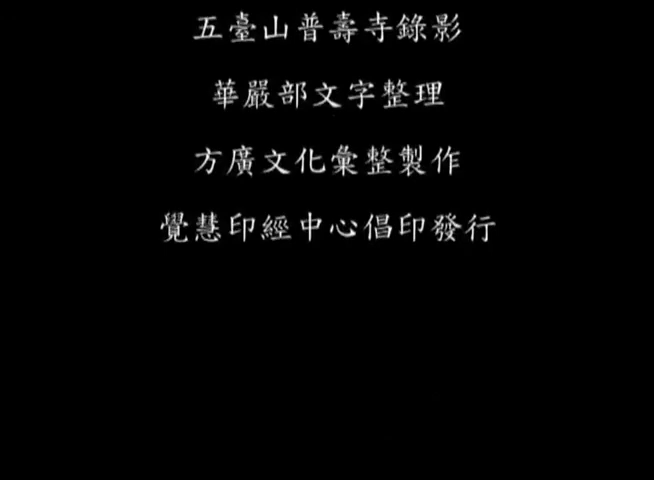 五臺山普壽寺錄影
華嚴部文字整理
方廣文化彙整製作
覺慧印經中心倡印發行